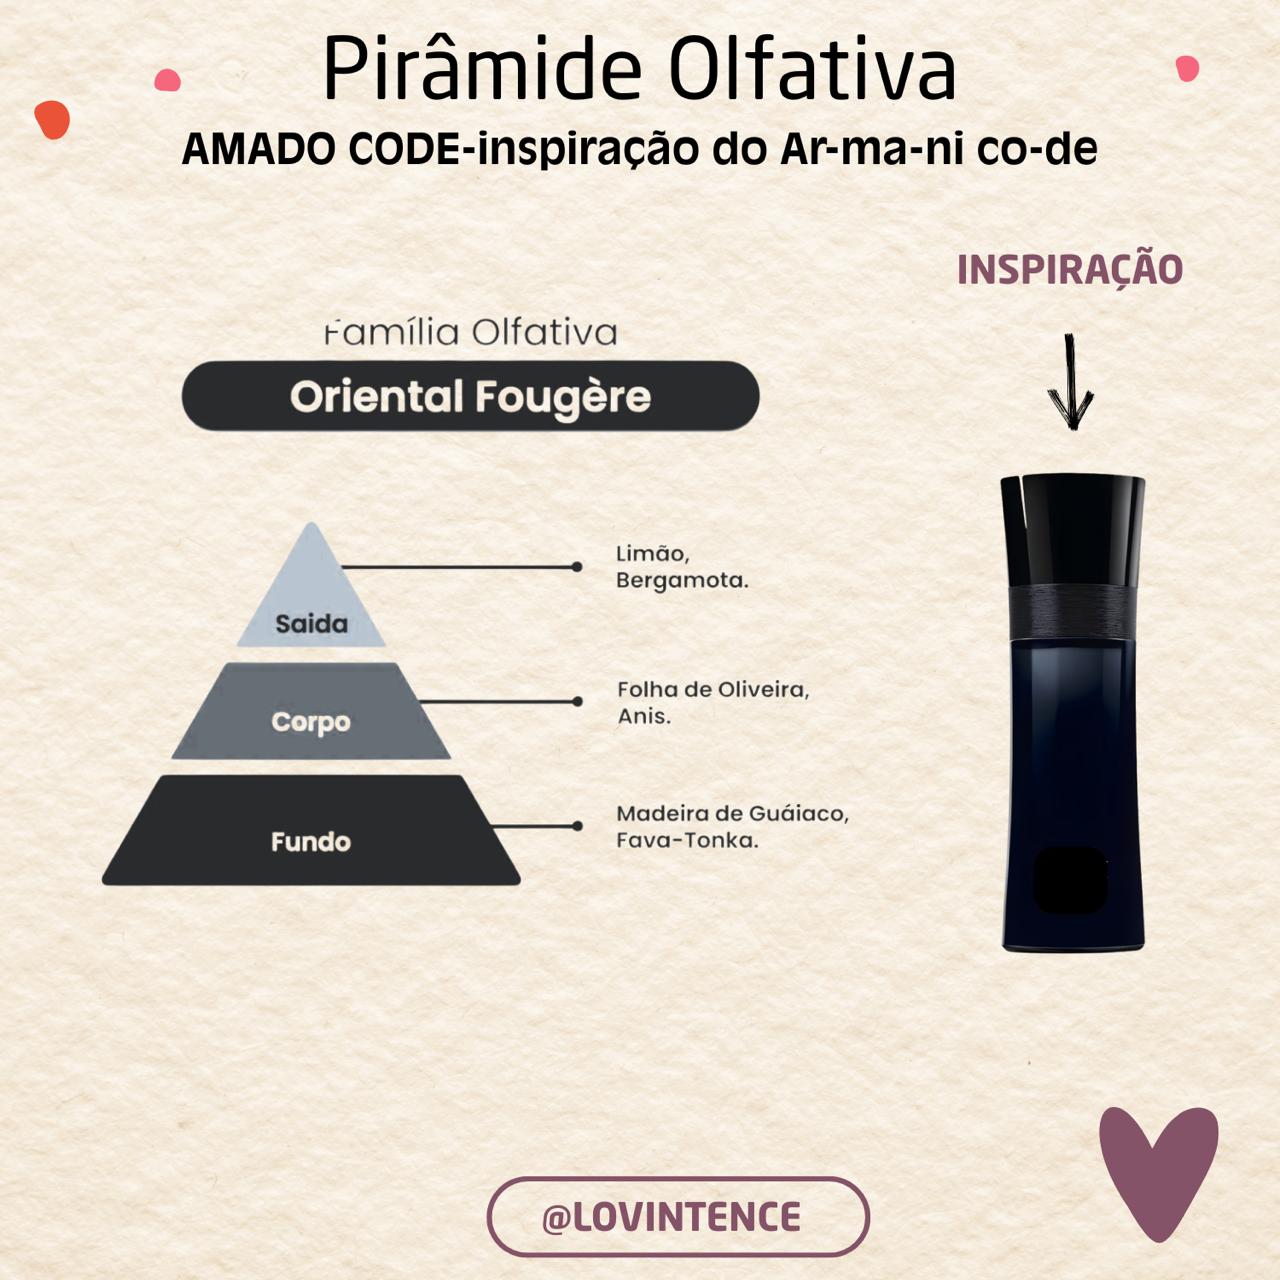 Pirâmide Olfativa
AMADO CODE-inspiração do Ar-ma-ni co-de
INSPIRAÇÃO
Família Olfativa
Oriental Fougère
Saida
Limão,
Bergamota.
Corpo
Folha de Oliveira,
Anis.
Fundo
Madeira de Guáiaco,
Fava-Tonka.
@LOVINTENCE